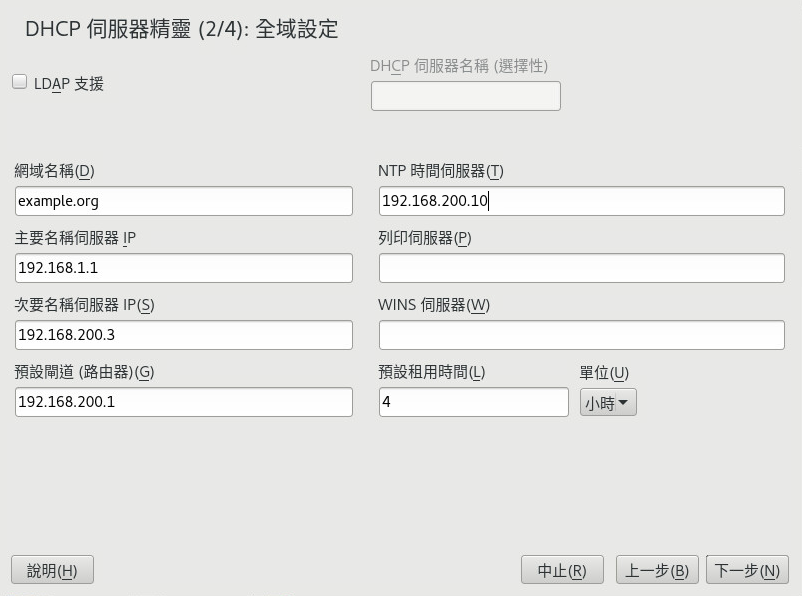 DHCP 伺服器精靈 (2/4): 全域設定
LDAP 支援
DHCP 伺服器名稱 (選擇性)
網域名稱(D)
example.org
NTP 時間伺服器(T)
192.168.200.10
主要名稱伺服器 IP
192.168.1.1
列印伺服器(P)
次要名稱伺服器 IP(S)
192.168.200.3
WINS 伺服器(W)
預設閘道 (路由器)(G)
192.168.200.1
預設租用時間(L)
4
單位(U)
小時
說明(H)
中止(R)
上一步(B)
下一步(N)